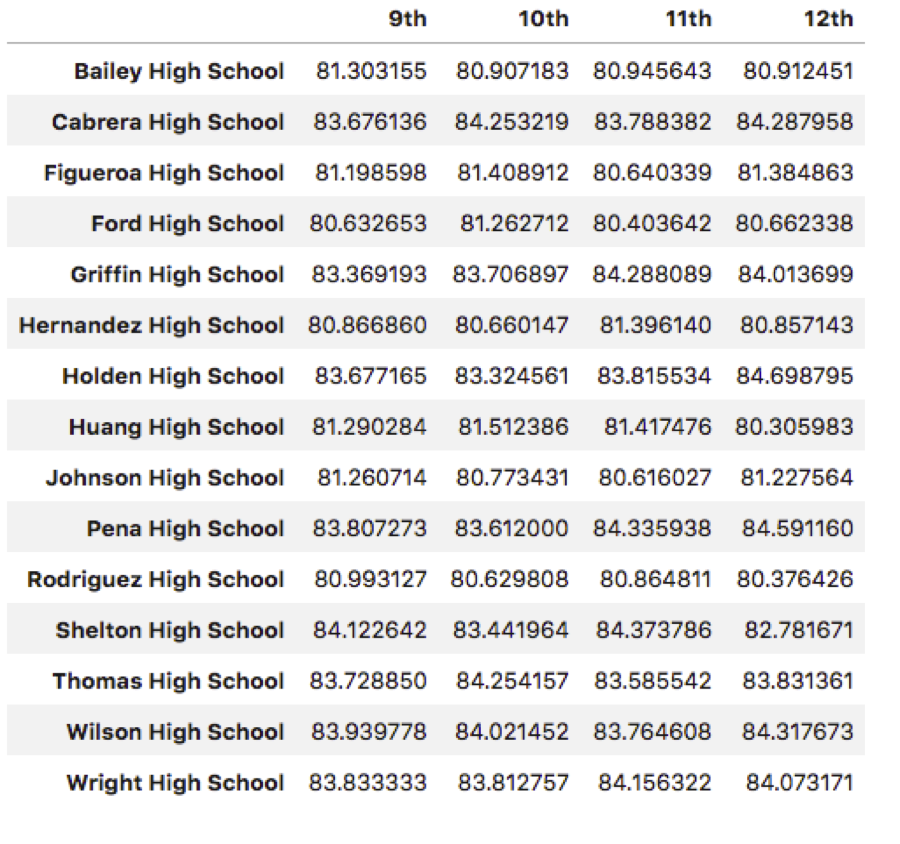 9th 10th 11th 12th
Bailey High School 81.303155 80.907183 80.945643 80.912451
Cabrera High School 83.676136 84.253219 83.788382 84.287958
Figueroa High School 81.198598 81.408912 80.640339 81.384863
Ford High School 80.632653 81.262712 80.403642 80.662338
Griffin High School 83.369193 83.706897 84.288089 84.013699
Hernandez High School 80.866860 80.660147 81.396140 80.857143
Holden High School 83.677165 83.324561 83.815534 84.698795
Huang High School 81.290284 81.512386 81.417476 80.305983
Johnson High School 81.260714 80.773431 80.616027 81.227564
Pena High School 83.807273 83.612000 84.335938 84.591160
Rodriguez High School 80.993127 80.629808 80.864811 80.376426
Shelton High School 84.122642 83.441964 84.373786 82.781671
Thomas High School 83.728850 84.254157 83.585542 83.831361
Wilson High School 83.939778 84.021452 83.764608 84.317673
Wright High School 83.833333 83.812757 84.156322 84.073171